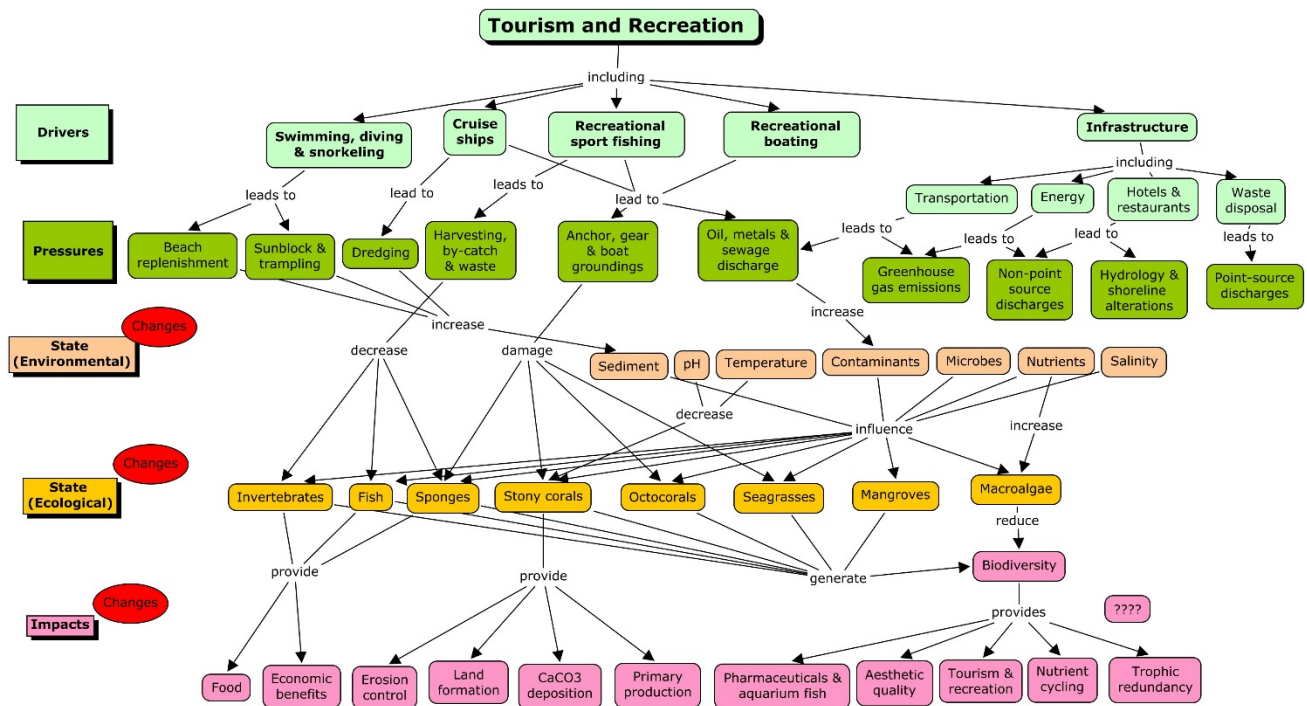 Tourism and Recreation
including
Drivers
Swimming, diving
& snorkeling
Cruise
ships
Recreational
sport fishing
Recreational
boating
Infrastructure
including
leads to
lead to
leads to
lead to
Transportation
Energy
Hotels &
restaurants
Waste
disposal
leads to
leads to
lead to
leads to
Pressures
Beach
replenishment
Sunblock &
trampling
Dredging
Harvesting,
by-catch
& waste
Anchor, gear
& boat
groundings
Oil, metals &
sewage
discharge
Greenhouse
gas emissions
Non-point
source
discharges
Hydrology &
shoreline
alterations
Point-source
discharges
Changes
increase
increase
State
(Environmental)
decrease
damage
Sediment
pH
Temperature
Contaminants
Microbes
Nutrients
Salinity
decrease
influence
increase
Changes
State
(Ecological)
Invertebrates
Fish
Sponges
Stony corals
Octocorals
Seagrasses
Mangroves
Macroalgae
reduce
provide
provide
generate
Biodiversity
Changes
Impacts
provides
????
Food
Economic
benefits
Erosion
control
Land
formation
CaCO3
deposition
Primary
production
Pharmaceuticals &
aquarium fish
Aesthetic
quality
Tourism &
recreation
Nutrient
cycling
Trophic
redundancy